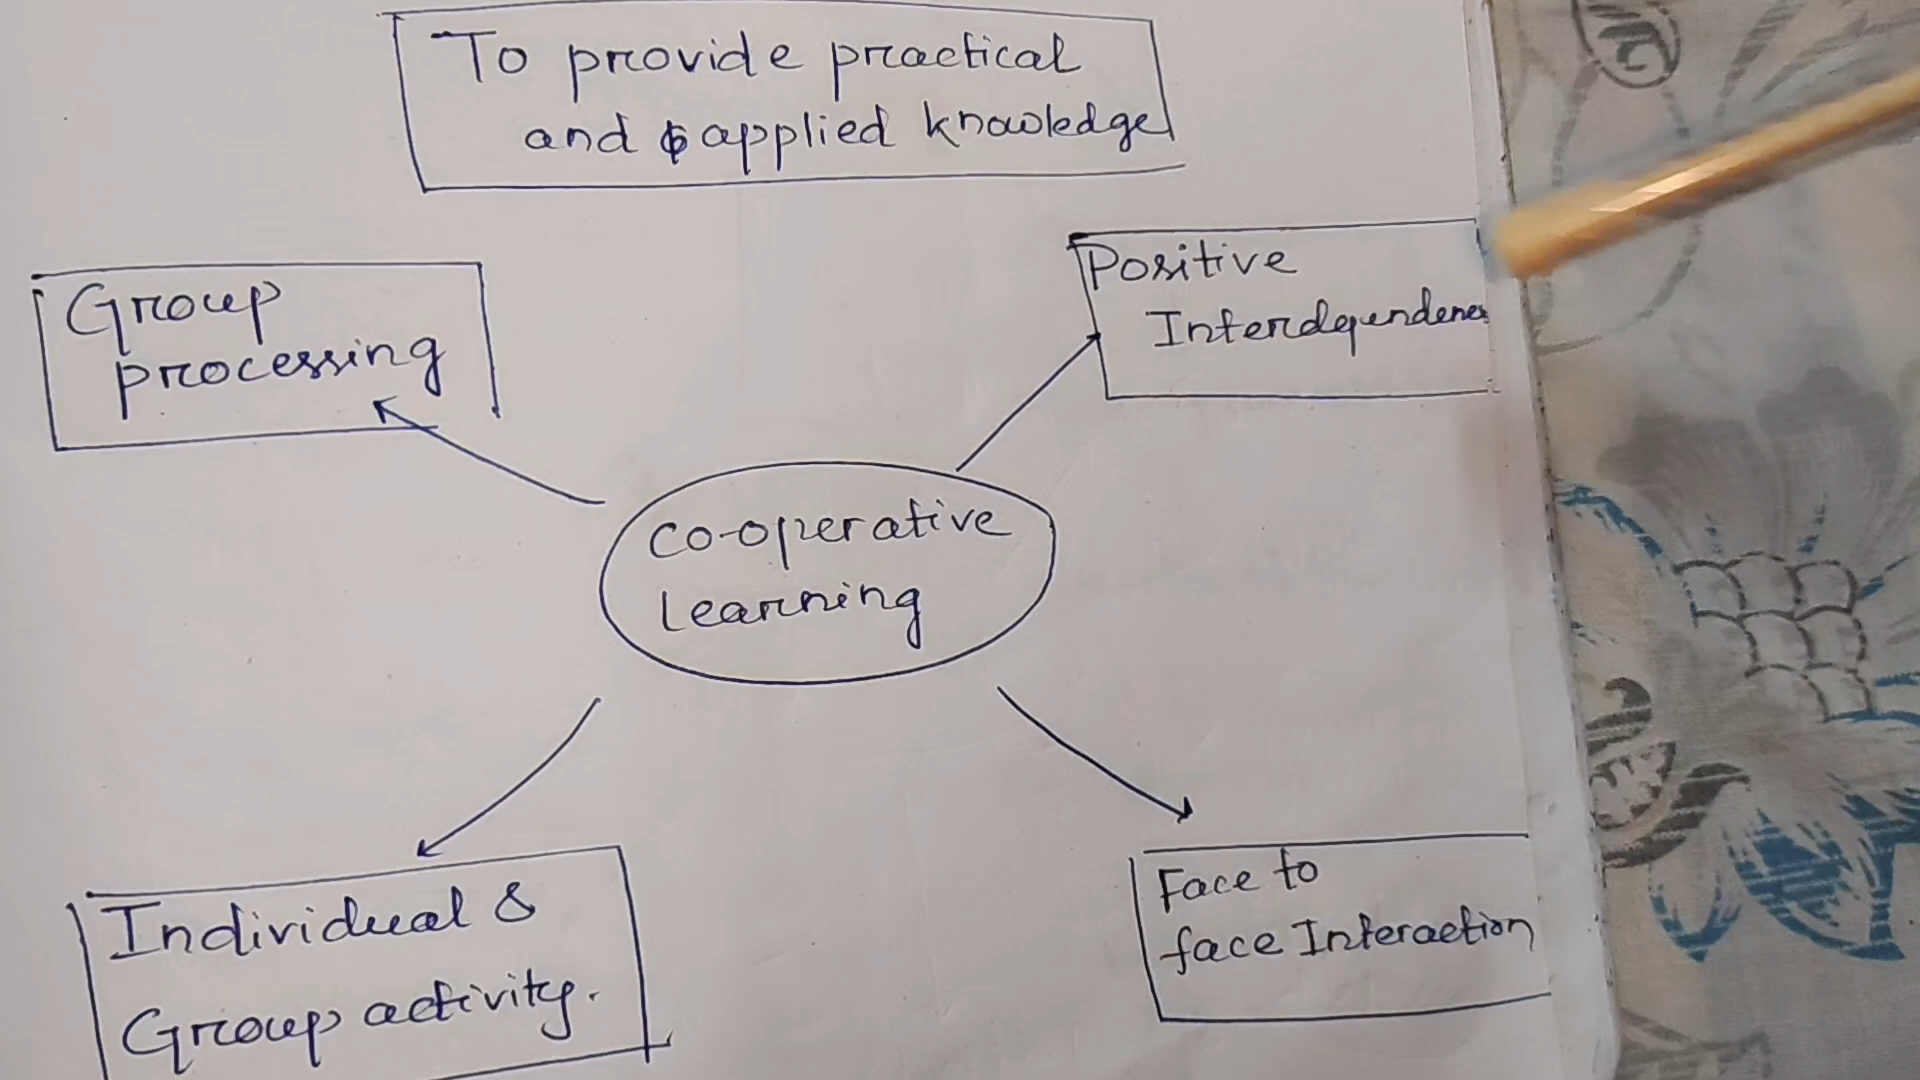 To provide practical
and applied knowledge
Group
processing
Positive
Interdependenes
co-operative
Learning
Individual &
Group activity.
Face to
face Interaction